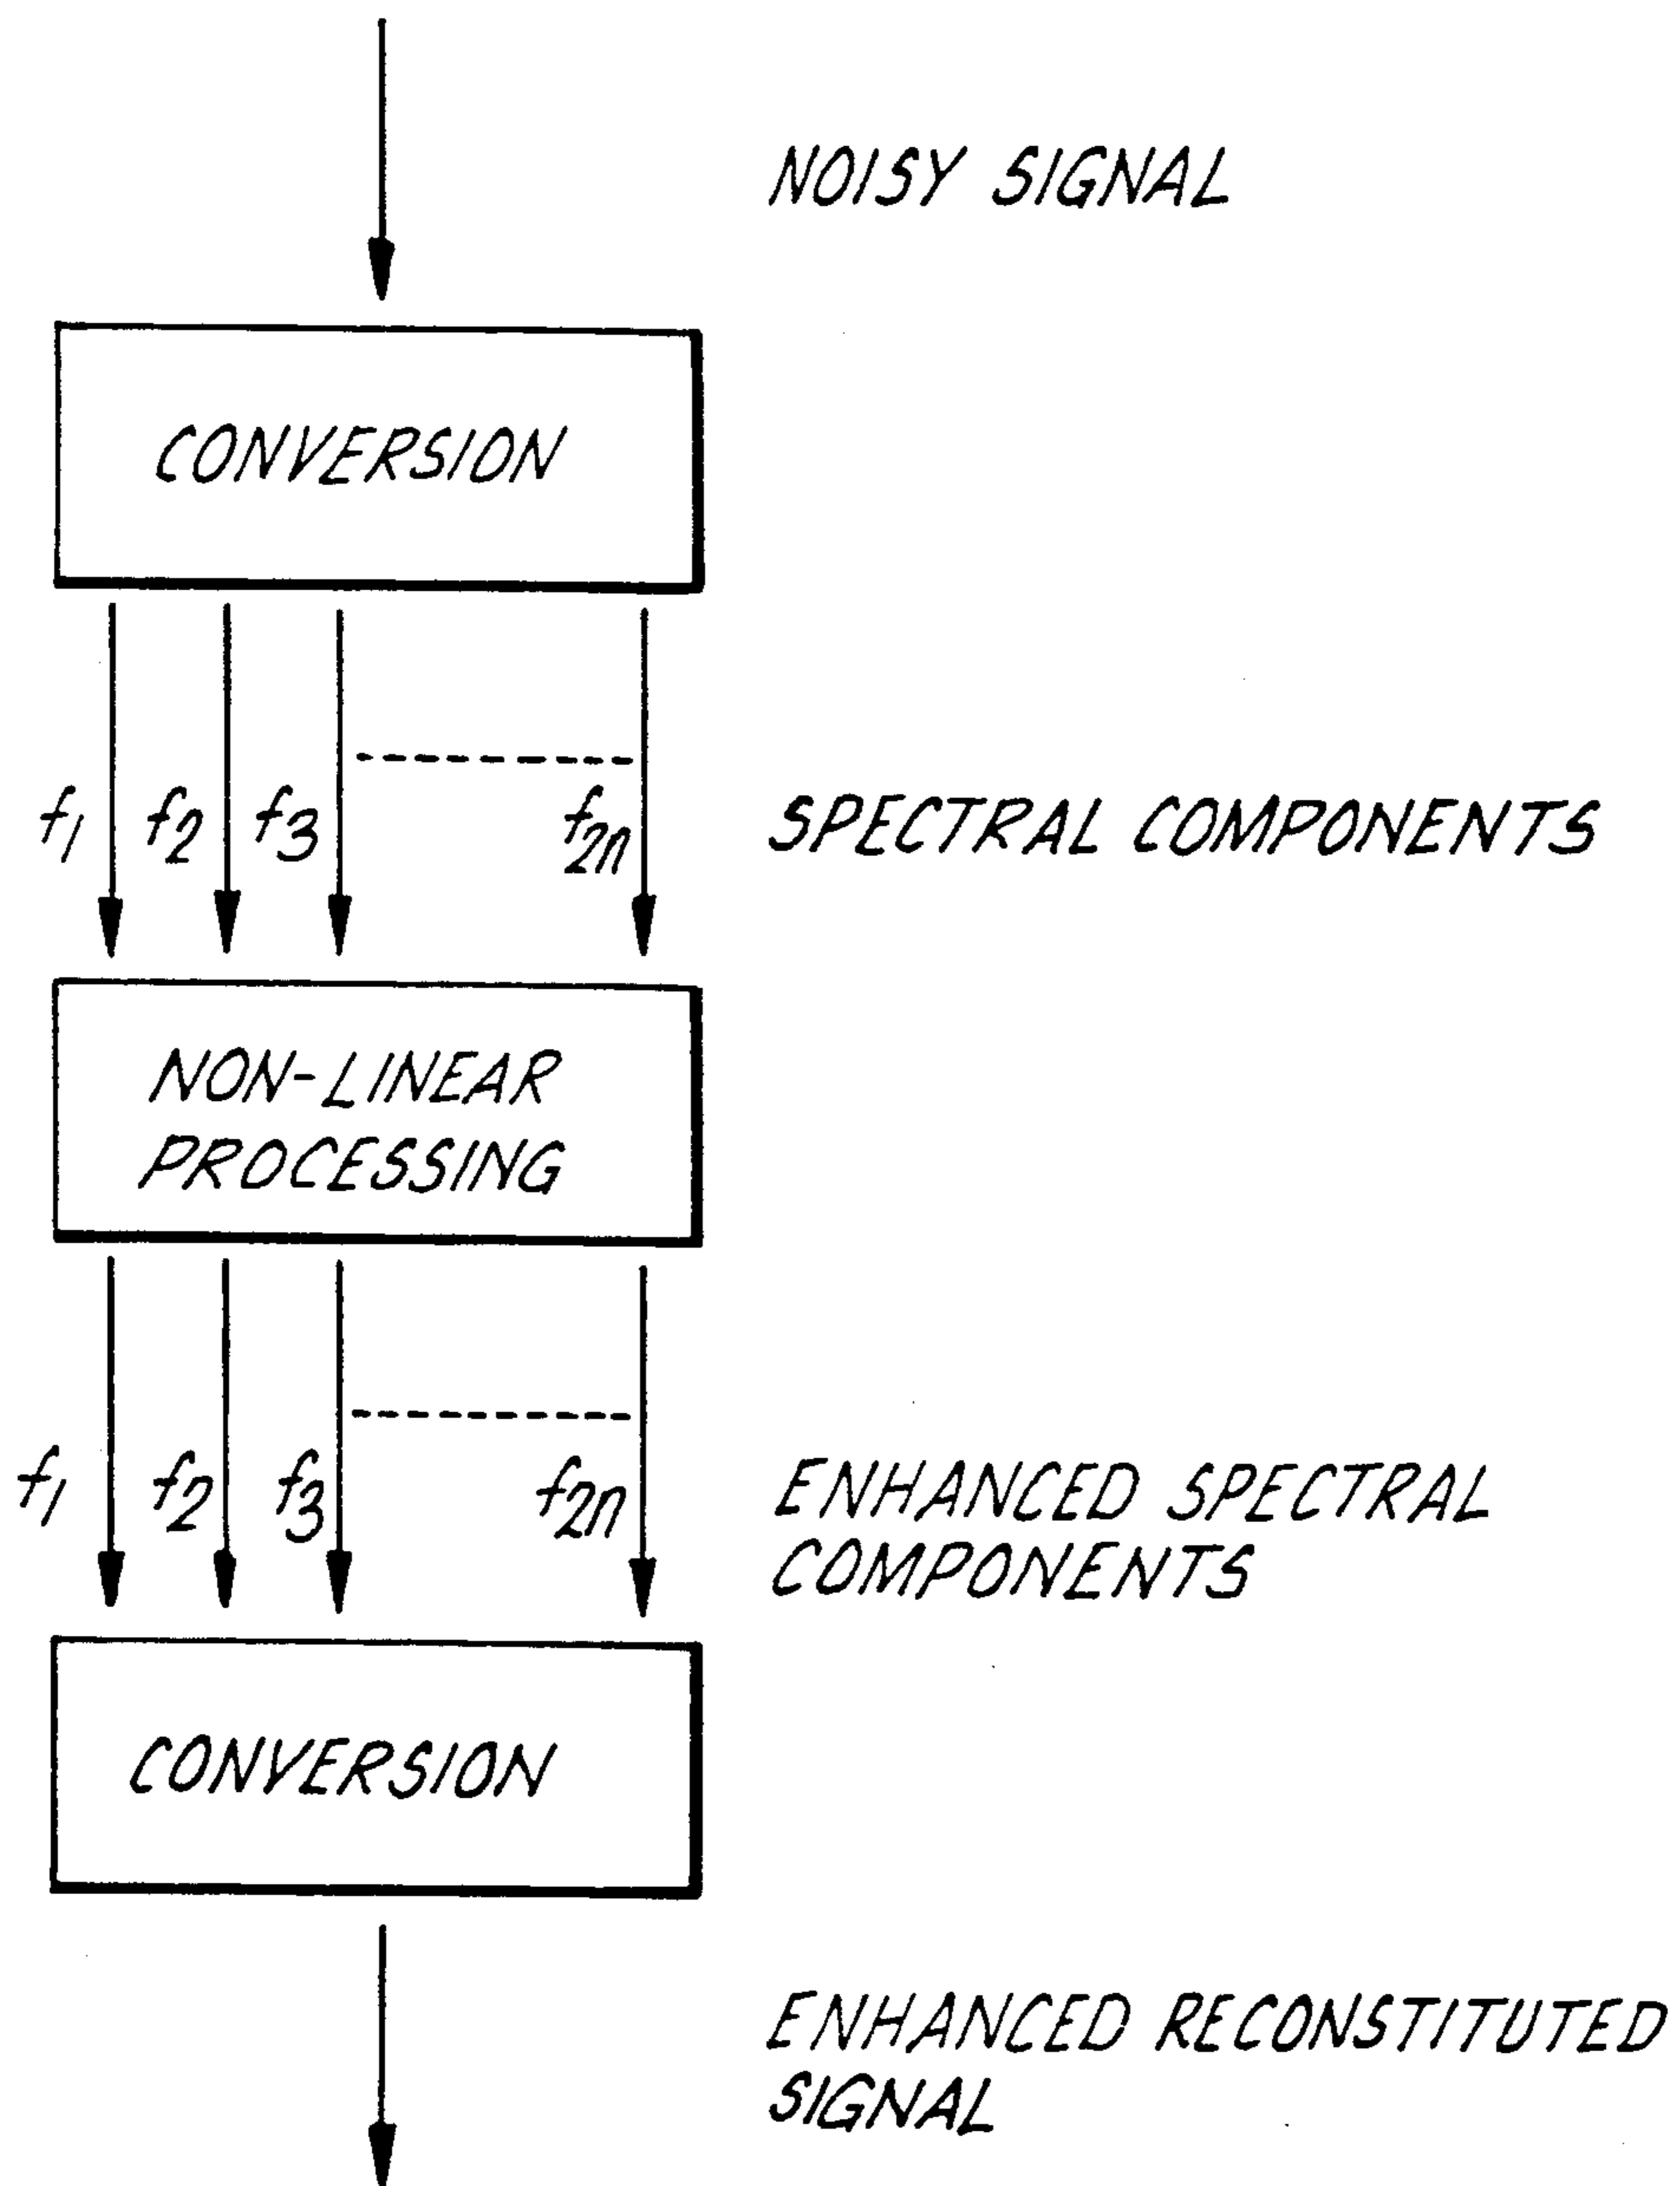 NOISY SIGNAL
CONVERSION
f1 f2 f3 f2n
SPECTRAL COMPONENTS
NON-LINEAR
PROCESSING
f1 f2 f3 f2n
ENHANCED SPECTRAL
COMPONENTS
CONVERSION
ENHANCED RECONSTITUTED
SIGNAL